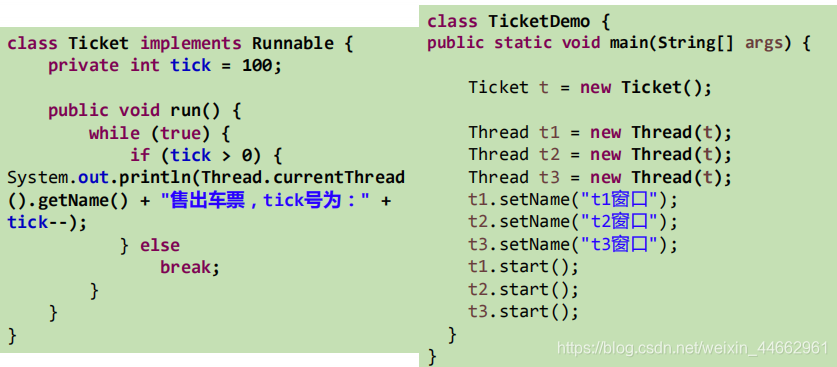 class Ticket implements Runnable {
private int tick = 100;
public void run() {
while (true) {
if (tick > 0) {
System.out.println(Thread.currentThread
().getName() + "售出车票，tick号为：" +
tick--);
} else
break;
}
}
}
class TicketDemo {
public static void main(String[] args) {
Ticket t = new Ticket();
Thread t1 = new Thread(t);
Thread t2 = new Thread(t);
Thread t3 = new Thread(t);
t1.setName("t1窗口");
t2.setName("t2窗口");
t3.setName("t3窗口");
t1.start();
t2.start();
t3.start();
}
}
https://blog.csdn.net/weixin_44662961